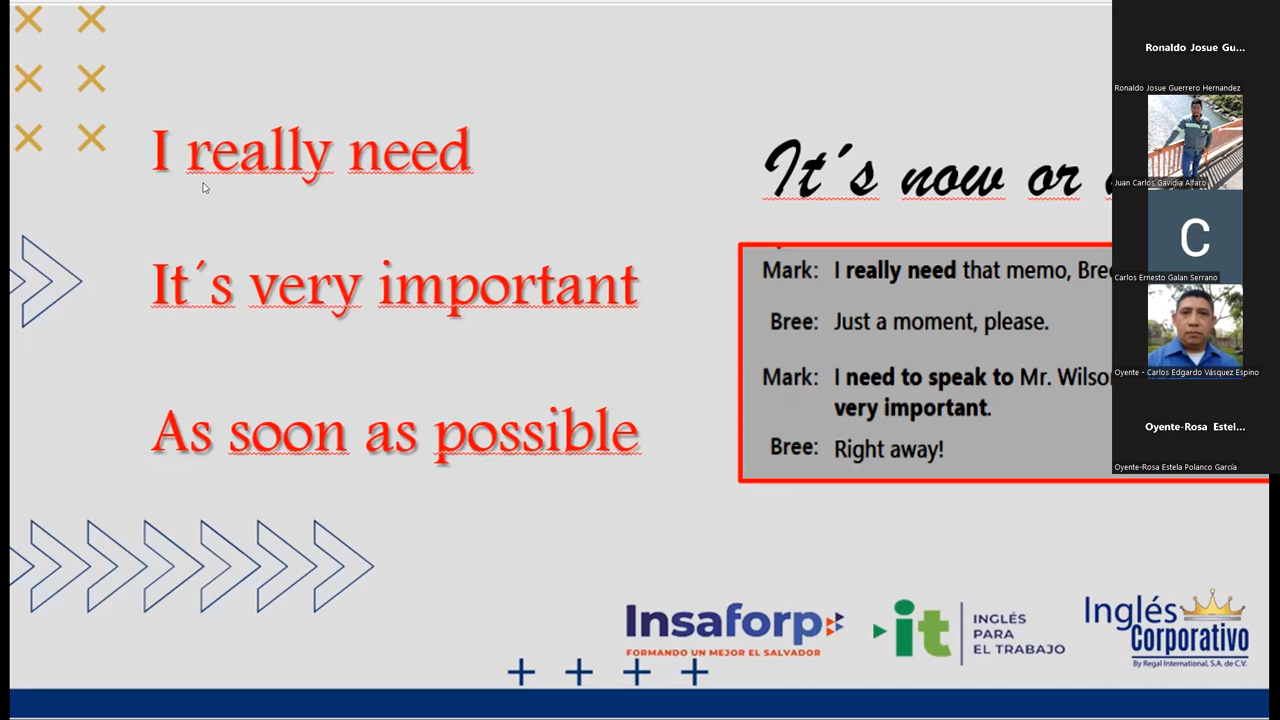 I really need
It´s very important
As soon as possible
It´s now or
Mark: I really need that memo, Bree
Bree: Just a moment, please.
Mark: I need to speak to Mr. Wilson
very important.
Bree: Right away!
Insaforp
FORMANDO UN MEJOR EL SALVADOR
it
INGLÉS
PARA
EL TRABAJO
Inglés
Corporativo
By Regal International, S.A. de C.V.
Ronaldo Josue Gu...
Ronaldo Josue Guerrero Hernandez
Juan Carlos Gavidia Alfaro
C
Carlos Ernesto Galan Serrano
Oyente - Carlos Edgardo Vásquez Espino
Oyente-Rosa Estel...
Oyente-Rosa Estela Polanco García